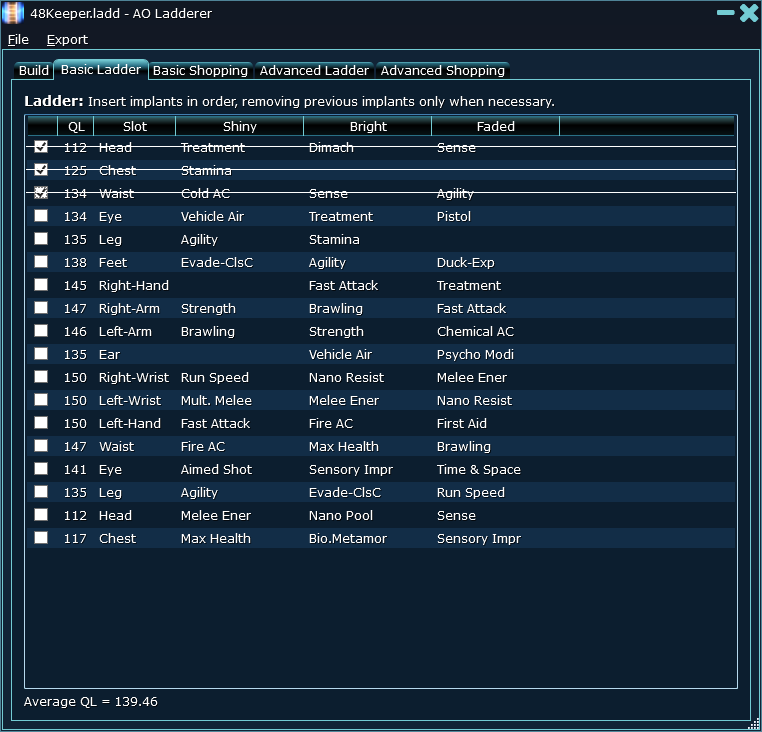 48Keeper.ladd - AO Ladderer
File Export
Build Basic Ladder Basic Shopping Advanced Ladder Advanced Shopping
Ladder: Insert implants in order, removing previous implants only when necessary.
QL Slot Shiny Bright Faded
112 Head Treatment Dimach Sense
125 Chest Stamina
134 Waist Cold AC Sense Agility
134 Eye Vehicle Air Treatment Pistol
135 Leg Agility Stamina
138 Feet Evade-ClsC Agility Duck-Exp
145 Right-Hand Fast Attack Treatment
147 Right-Arm Strength Brawling Fast Attack
146 Left-Arm Brawling Strength Chemical AC
135 Ear Vehicle Air Psycho Modi
150 Right-Wrist Run Speed Nano Resist Melee Ener
150 Left-Wrist Mult. Melee Melee Ener Nano Resist
150 Left-Hand Fast Attack Fire AC First Aid
147 Waist Fire AC Max Health Brawling
141 Eye Aimed Shot Sensory Impr Time & Space
135 Leg Agility Evade-ClsC Run Speed
112 Head Melee Ener Nano Pool Sense
117 Chest Max Health Bio.Metamor Sensory Impr
Average QL = 139.46